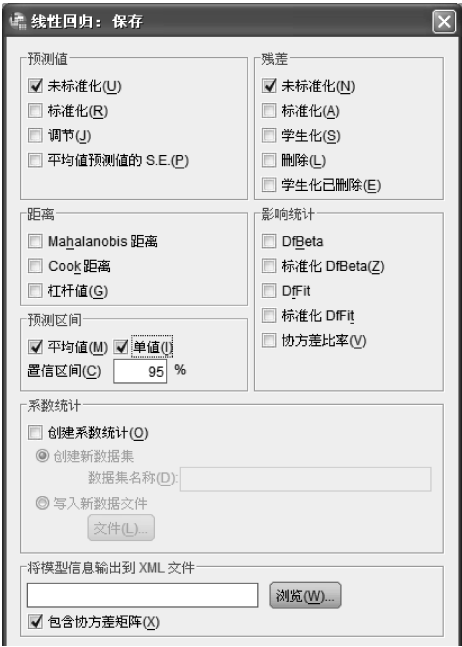 线性回归：保存
预测值
未标准化(U)
标准化(R)
调节(J)
平均值预测值的 S.E.(P)
残差
未标准化(N)
标准化(A)
学生化(S)
删除(L)
学生化已删除(E)
距离
Mahalanobis 距离
Cook 距离
杠杆值(G)
影响统计
DfBeta
标准化 DfBeta(Z)
DfFit
标准化 DfFit
协方差比率(V)
预测区间
平均值(M) 单值(I)
置信区间(C) 95 %
系数统计
创建系数统计(O)
创建新数据集
数据集名称(D):
写入新数据文件
文件(L)...
将模型信息输出到 XML 文件
浏览(W)...
包含协方差矩阵(X)